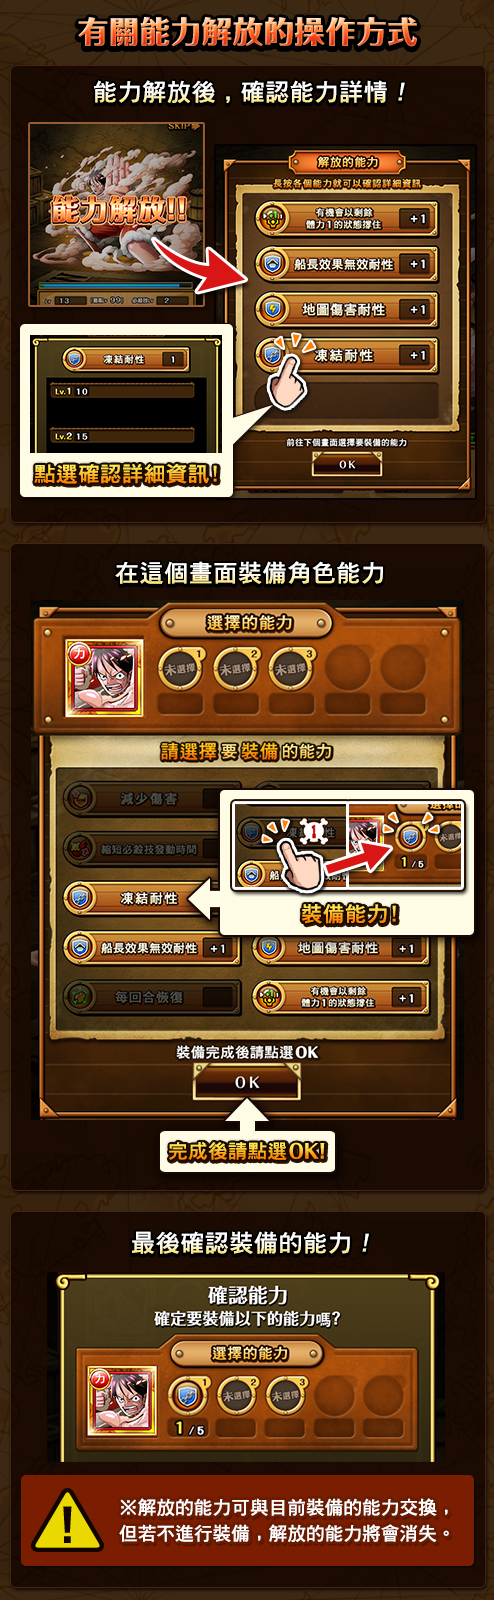 有關能力解放的操作方式
能力解放後，確認能力詳情！
SKIP
能力解放!!
Lv. 13
99
2
解放的能力
長按各個能力就可以確認詳細資訊
有機會以剩餘
體力1的狀態撐住 +1
船長效果無效耐性 +1
地圖傷害耐性 +1
凍結耐性 +1
前往下個畫面選擇要裝備的能力
OK
凍結耐性 1
Lv.1 10
Lv.2 15
點選確認詳細資訊!
在這個畫面裝備角色能力
選擇的能力
力
未選擇 1
未選擇 2
未選擇 3
請選擇要裝備的能力
減少傷害
縮短必殺技發動時間
凍結耐性
船長效果無效耐性 +1
地圖傷害耐性 +1
每回合恢復
有機會以剩餘
體力1的狀態撐住 +1
1
船
1/5
裝備能力!
裝備完成後請點選OK
OK
完成後請點選OK!
最後確認裝備的能力！
確認能力
確定要裝備以下的能力嗎?
選擇的能力
力
1
未選擇 2
未選擇 3
1/5
※解放的能力可與目前裝備的能力交換，
但若不進行裝備，解放的能力將會消失。